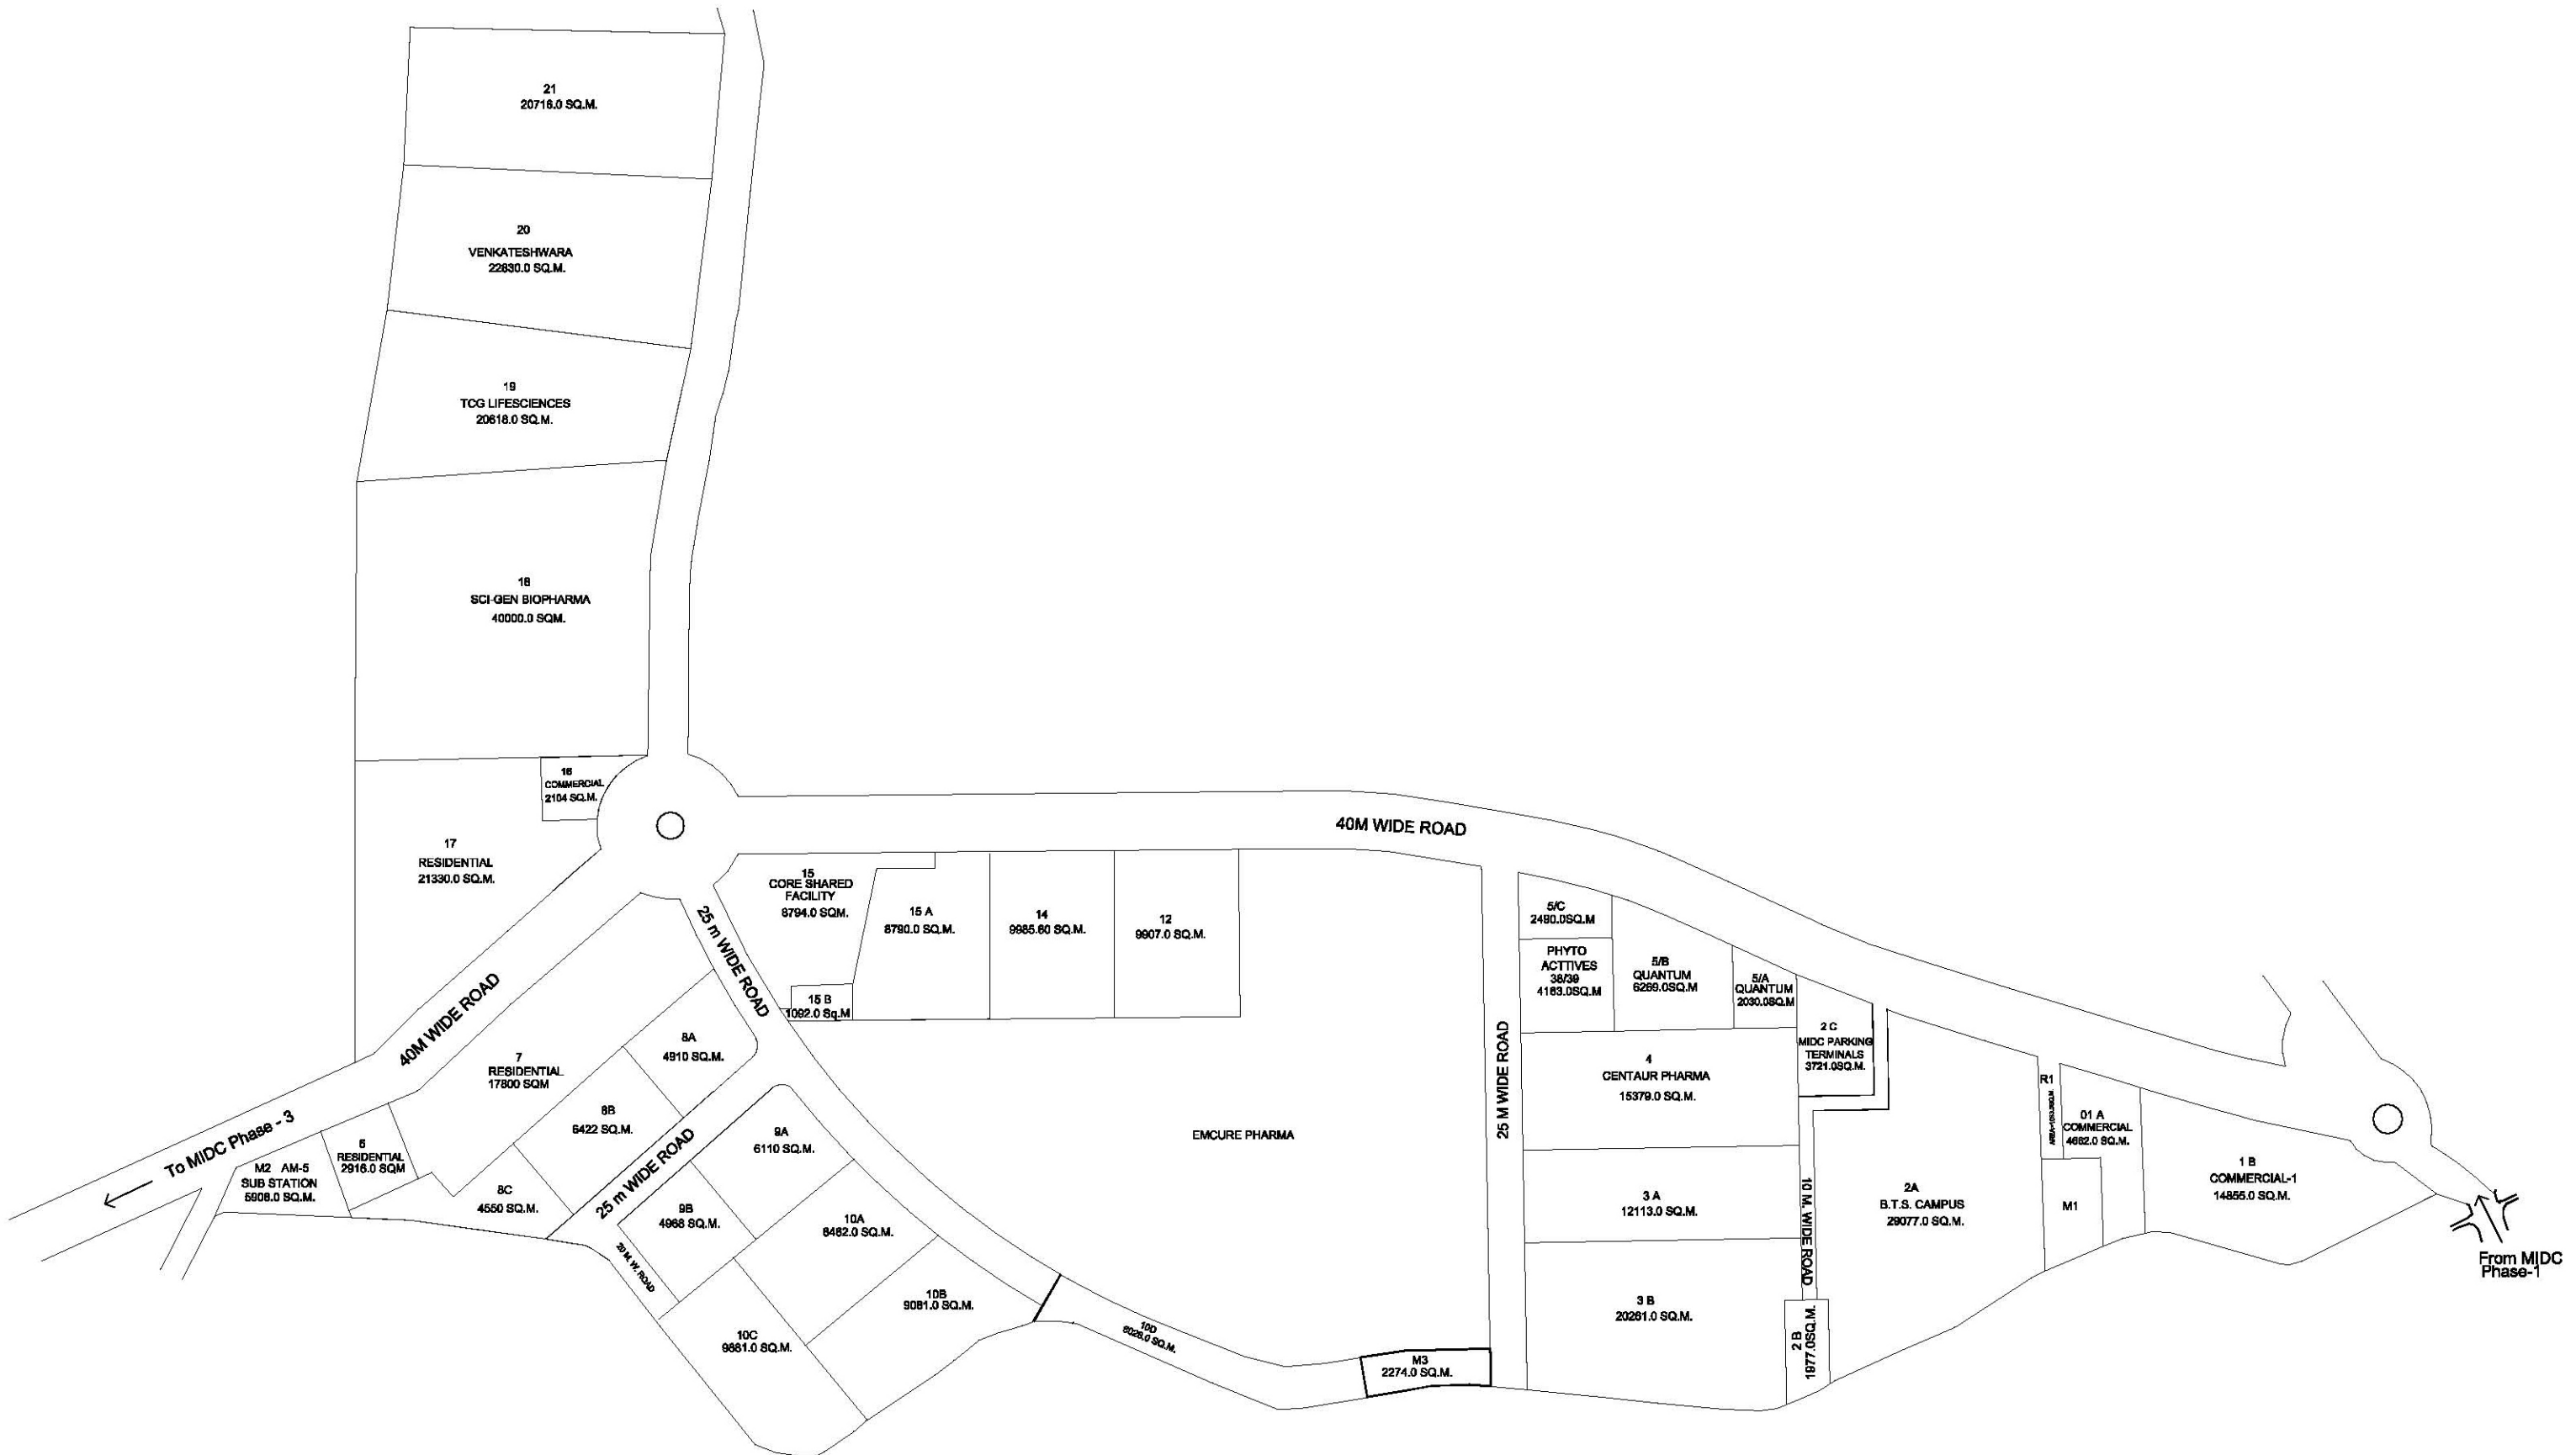 21
20716.0 SQ.M.
20
VENKATESHWARA
22830.0 SQ.M.
19
TCG LIFESCIENCES
20618.0 SQ.M.
18
SCI-GEN BIOPHARMA
40000.0 SQM.
16
COMMERCIAL
2104 SQ.M.
17
RESIDENTIAL
21330.0 SQ.M.
40M WIDE ROAD
15
CORE SHARED
FACILITY
8794.0 SQM.
15 A
8790.0 SQ.M.
14
9985.60 SQ.M.
12
9907.0 SQ.M.
15 B
1092.0 Sq.M
25 m WIDE ROAD
40M WIDE ROAD
To MIDC Phase - 3
7
RESIDENTIAL
17800 SQM
8A
4910 SQ.M.
8B
6422 SQ.M.
8C
4550 SQ.M.
6
RESIDENTIAL
2916.0 SQM
M2 AM-5
SUB STATION
5908.0 SQ.M.
25 m WIDE ROAD
9A
6110 SQ.M.
9B
4968 SQ.M.
20 M. W. ROAD
10A
8462.0 SQ.M.
10B
9081.0 SQ.M.
10C
9881.0 SQ.M.
10D
6028.0 SQ.M.
M3
2274.0 SQ.M.
EMCURE PHARMA
25 M WIDE ROAD
5/C
2480.0SQ.M
PHYTO
ACTTIVES
38/39
4183.0SQ.M
5/B
QUANTUM
6269.0SQ.M
5/A
QUANTUM
2030.0SQ.M
2 C
MIDC PARKING
TERMINALS
3721.0SQ.M.
4
CENTAUR PHARMA
15379.0 SQ.M.
3 A
12113.0 SQ.M.
3 B
20261.0 SQ.M.
10 M. WIDE ROAD
2 B
1977.0SQ.M.
2A
B.T.S. CAMPUS
29077.0 SQ.M.
R1
01 A
COMMERCIAL
4662.0 SQ.M.
M1
1 B
COMMERCIAL-1
14855.0 SQ.M.
From MIDC
Phase-1